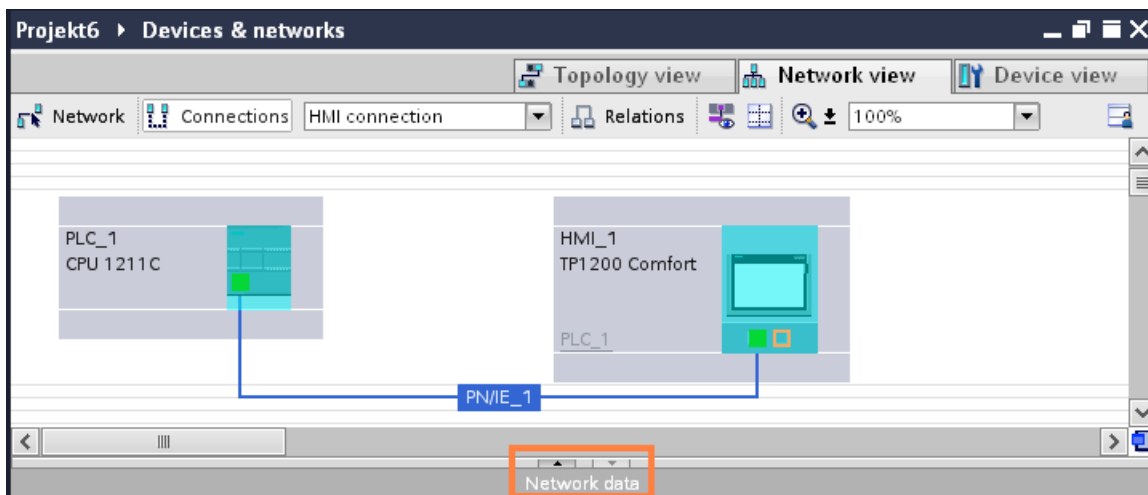 Projekt6 ▸ Devices & networks
Topology view Network view Device view
Network Connections HMI connection Relations 100%
PLC_1
CPU 1211C
HMI_1
TP1200 Comfort
PLC_1
PN/IE_1
Network data